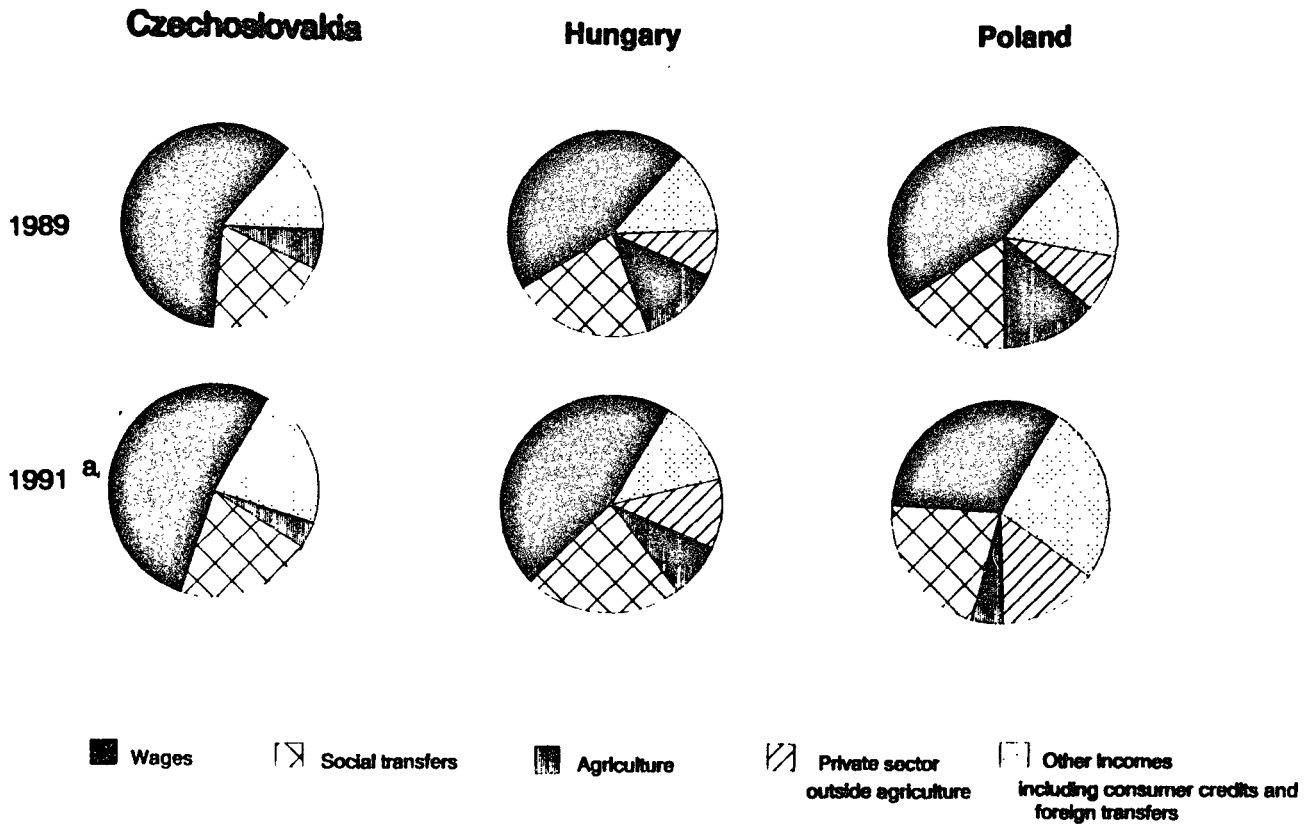 Czechoslovakia
Hungary
Poland
1989
1991 a,
Wages
Social transfers
Agriculture
Private sector
outside agriculture
Other incomes
including consumer credits and
foreign transfers